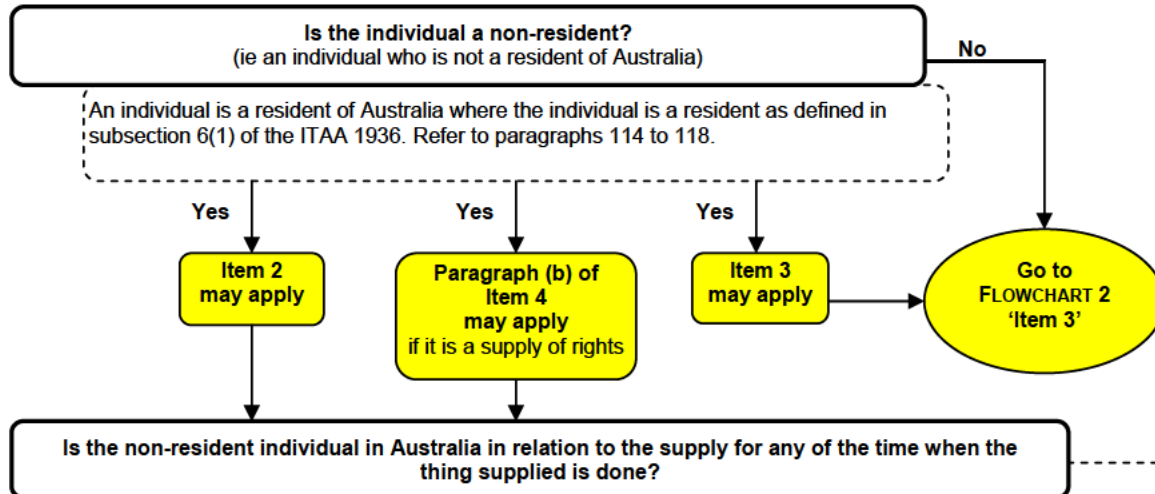 Is the individual a non-resident?
(ie an individual who is not a resident of Australia)
No
An individual is a resident of Australia where the individual is a resident as defined in
subsection 6(1) of the ITAA 1936. Refer to paragraphs 114 to 118.
Yes
Yes
Yes
Item 2
may apply
Paragraph (b) of
Item 4
may apply
if it is a supply of rights
Item 3
may apply
Go to
FLOWCHART 2
‘Item 3’
Is the non-resident individual in Australia in relation to the supply for any of the time when the
thing supplied is done?